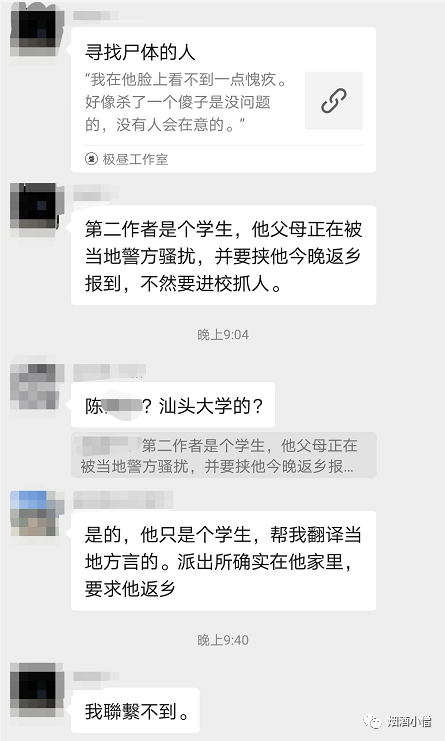 寻找尸体的人
“我在他脸上看不到一点愧疚。
好像杀了一个傻子是没问题
的，没有人会在意的。”
极昼工作室
第二作者是个学生，他父母正在被
当地警方骚扰，并要挟他今晚返乡
报到，不然要进校抓人。
晚上9:04
陈？汕头大学的？
第二作者是个学生，他父母正在
被当地警方骚扰，并要挟他今晚返乡报...
是的，他只是个学生，帮我翻译当
地方言的。派出所确实在他家里，
要求他返乡
晚上9:40
我聯繫不到。
烟酒小僧